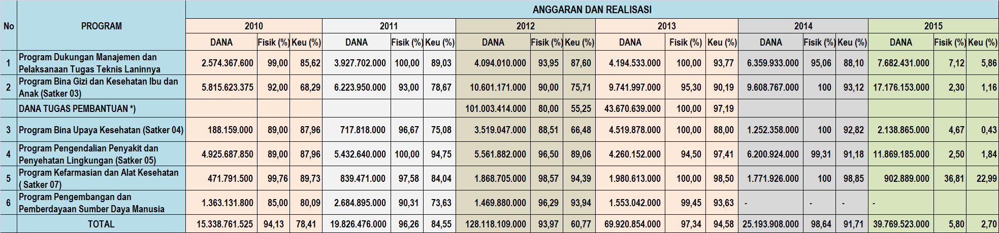 ANGGARAN DAN REALISASI
No PROGRAM 2010 2011 2012 2013 2014 2015
DANA Fisik (%) Keu (%) DANA Fisik (%) Keu (%) DANA Fisik (%) Keu (%) DANA Fisik (%) Keu (%) DANA Fisik (%) Keu (%) DANA Fisik (%) Keu (%)
Program Dukungan Manajemen dan
1 Pelaksanaan Tugas Teknis Laninnya 2.574.367.600 99,00 85,62 3.927.702.000 100,00 89,03 4.094.010.000 93,95 87,60 4.194.533.000 100,00 93,77 6.359.933.000 95,06 88,10 7.682.431.000 7,12 5,86
Program Bina Gizi dan Kesehatan Ibu dan
2 Anak (Satker 03) 5.815.623.375 92,00 68,29 6.223.950.000 93,00 78,67 10.601.171.000 90,00 75,71 9.741.997.000 95,30 90,19 9.608.767.000 100 93,12 17.176.153.000 2,30 1,16
DANA TUGAS PEMBANTUAN *) 101.003.414.000 80,00 55,25 43.670.639.000 100,00 97,19
3 Program Bina Upaya Kesehatan (Satker 04) 188.159.000 89,00 87,96 717.818.000 96,67 75,08 3.519.047.000 88,51 66,48 4.519.878.000 100,00 88,00 1.252.358.000 100 92,82 2.138.865.000 4,67 0,43
Program Pengendalian Penyakit dan
4 Penyehatan Lingkungan (Satker 05) 4.925.687.850 89,00 87,96 5.432.640.000 100,00 94,75 5.561.882.000 96,50 89,06 4.260.152.000 94,50 97,41 6.200.924.000 99,31 91,18 11.869.185.000 2,50 1,84
Program Kefarmasian dan Alat Kesehatan
5 ( Satker 07) 471.791.500 99,76 89,73 839.471.000 97,58 84,04 1.868.705.000 98,57 94,39 1.980.613.000 100,00 98,50 1.771.926.000 100 98,85 902.889.000 36,81 22,99
Program Pengembangan dan
6 Pemberdayaan Sumber Daya Manusia 1.363.131.800 85,00 80,09 2.684.895.000 90,31 73,63 1.469.880.000 96,29 93,94 1.553.042.000 99,45 93,63 - - - -
TOTAL 15.338.761.525 94,13 78,41 19.826.476.000 96,26 84,55 128.118.109.000 93,97 60,77 69.920.854.000 97,34 94,58 25.193.908.000 98,64 91,71 39.769.523.000 5,80 2,70